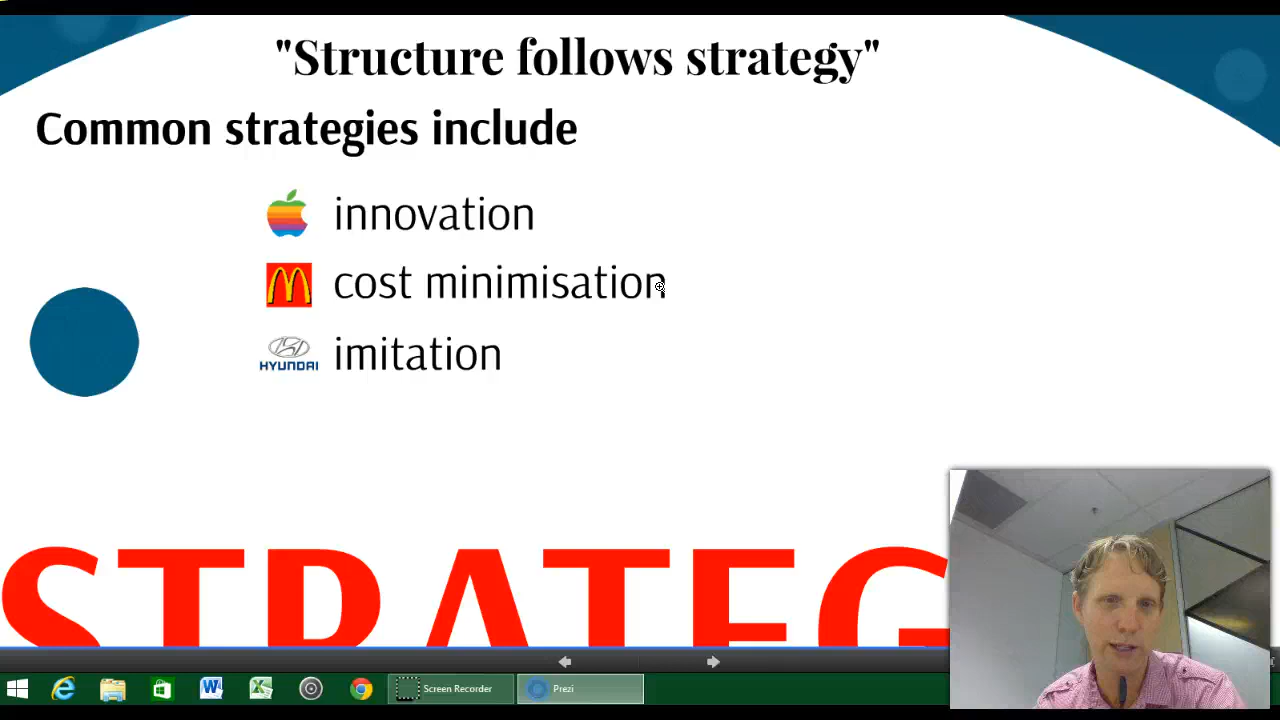 "Structure follows strategy"
Common strategies include
innovation
cost minimisation
HYUNDAI
imitation
STRATEG
Screen Recorder
Prezi